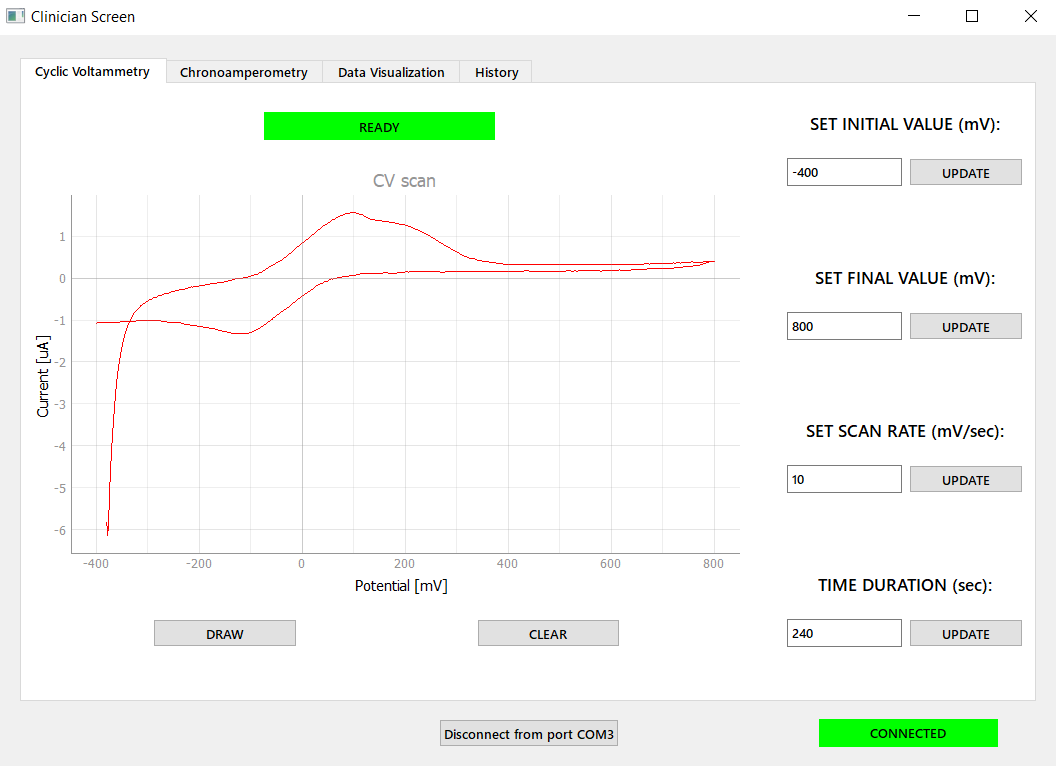 Clinician Screen
Cyclic Voltammetry
Chronoamperometry
Data Visualization
History
READY
SET INITIAL VALUE (mV):
-400
UPDATE
CV scan
1
0
-1
-2
-3
-4
-5
-6
Current [uA]
-400
-200
0
200
400
600
800
Potential [mV]
SET FINAL VALUE (mV):
800
UPDATE
SET SCAN RATE (mV/sec):
10
UPDATE
TIME DURATION (sec):
240
UPDATE
DRAW
CLEAR
Disconnect from port COM3
CONNECTED